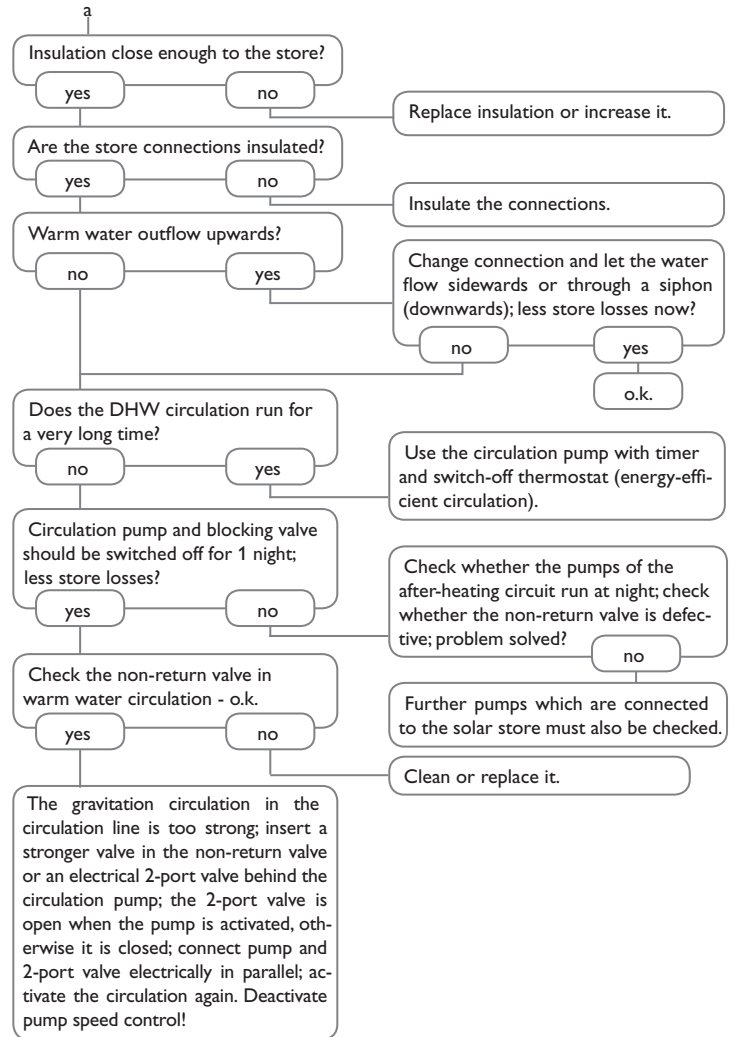 a
Insulation close enough to the store?
yes
no
Replace insulation or increase it.
Are the store connections insulated?
yes
no
Insulate the connections.
Warm water outflow upwards?
no
yes
Change connection and let the water
flow sidewards or through a siphon
(downwards); less store losses now?
no
yes
o.k.
Does the DHW circulation run for
a very long time?
no
yes
Use the circulation pump with timer
and switch-off thermostat (energy-effi-
cient circulation).
Circulation pump and blocking valve
should be switched off for 1 night;
less store losses?
yes
no
Check whether the pumps of the
after-heating circuit run at night; check
whether the non-return valve is defec-
tive; problem solved?
no
Further pumps which are connected
to the solar store must also be checked.
Check the non-return valve in
warm water circulation - o.k.
yes
no
Clean or replace it.
The gravitation circulation in the
circulation line is too strong; insert a
stronger valve in the non-return valve
or an electrical 2-port valve behind the
circulation pump; the 2-port valve is
open when the pump is activated, oth-
erwise it is closed; connect pump and
2-port valve electrically in parallel; ac-
tivate the circulation again. Deactivate
pump speed control!